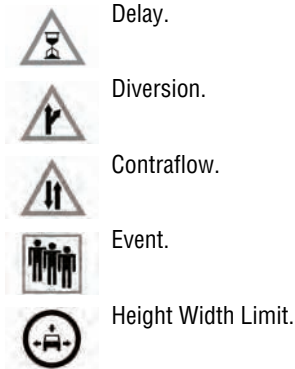 Delay.
Diversion.
Contraflow.
Event.
Height Width Limit.